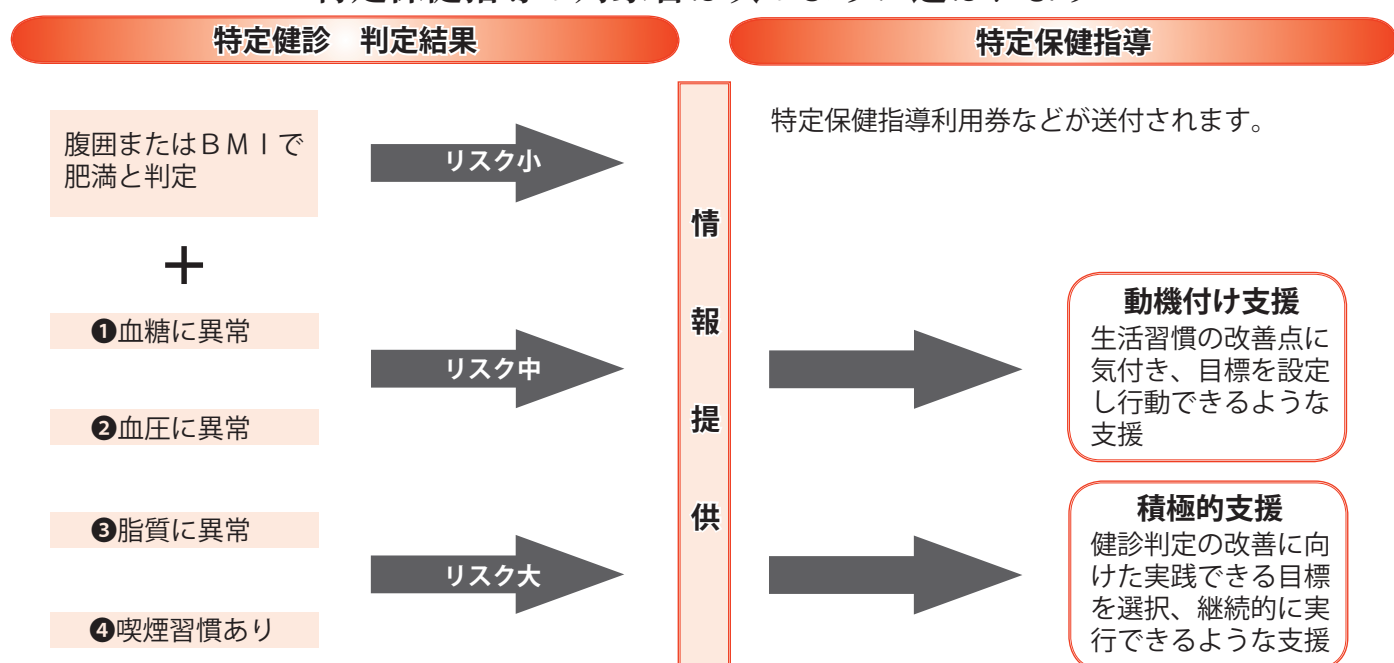 特定健診　判定結果
特定保健指導
特定保健指導利用券などが送付されます。
腹囲またはＢＭＩで
肥満と判定
＋
❶血糖に異常
❷血圧に異常
❸脂質に異常
❹喫煙習慣あり
リスク小
リスク中
リスク大
情報提供
動機付け支援
生活習慣の改善点に
気付き、目標を設定
し行動できるような
支援
積極的支援
健診判定の改善に向
けた実践できる目標
を選択、継続的に実
行できるような支援